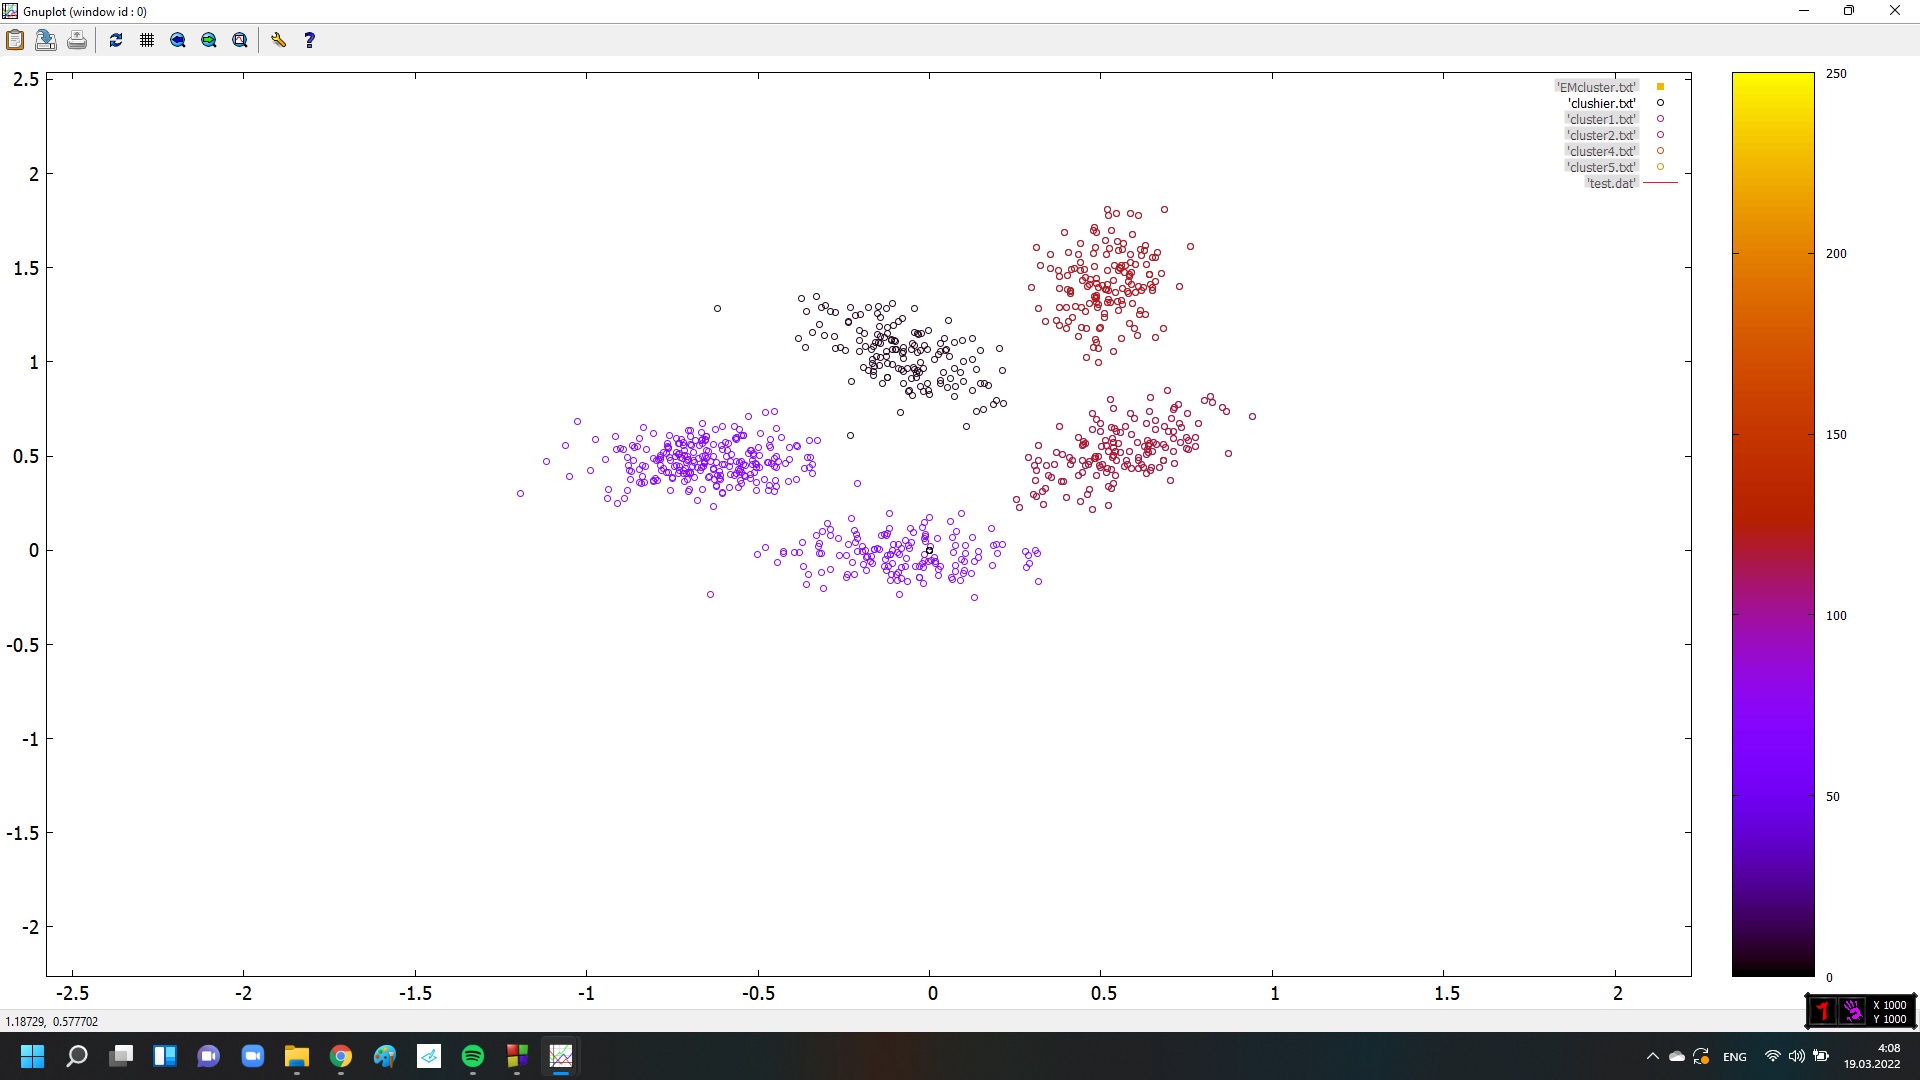 Gnuplot (window id : 0)
2.5
2
1.5
1
0.5
0
-0.5
-1
-1.5
-2
-2.5
-2
-1.5
-1
-0.5
0
0.5
1
1.5
2
'EMcluster.txt'
'clushier.txt'
'cluster1.txt'
'cluster2.txt'
'cluster4.txt'
'cluster5.txt'
'test.dat'
250
200
150
100
50
0
X 1000
Y 1000
1.18729, 0.577702
ENG
4:08
19.03.2022